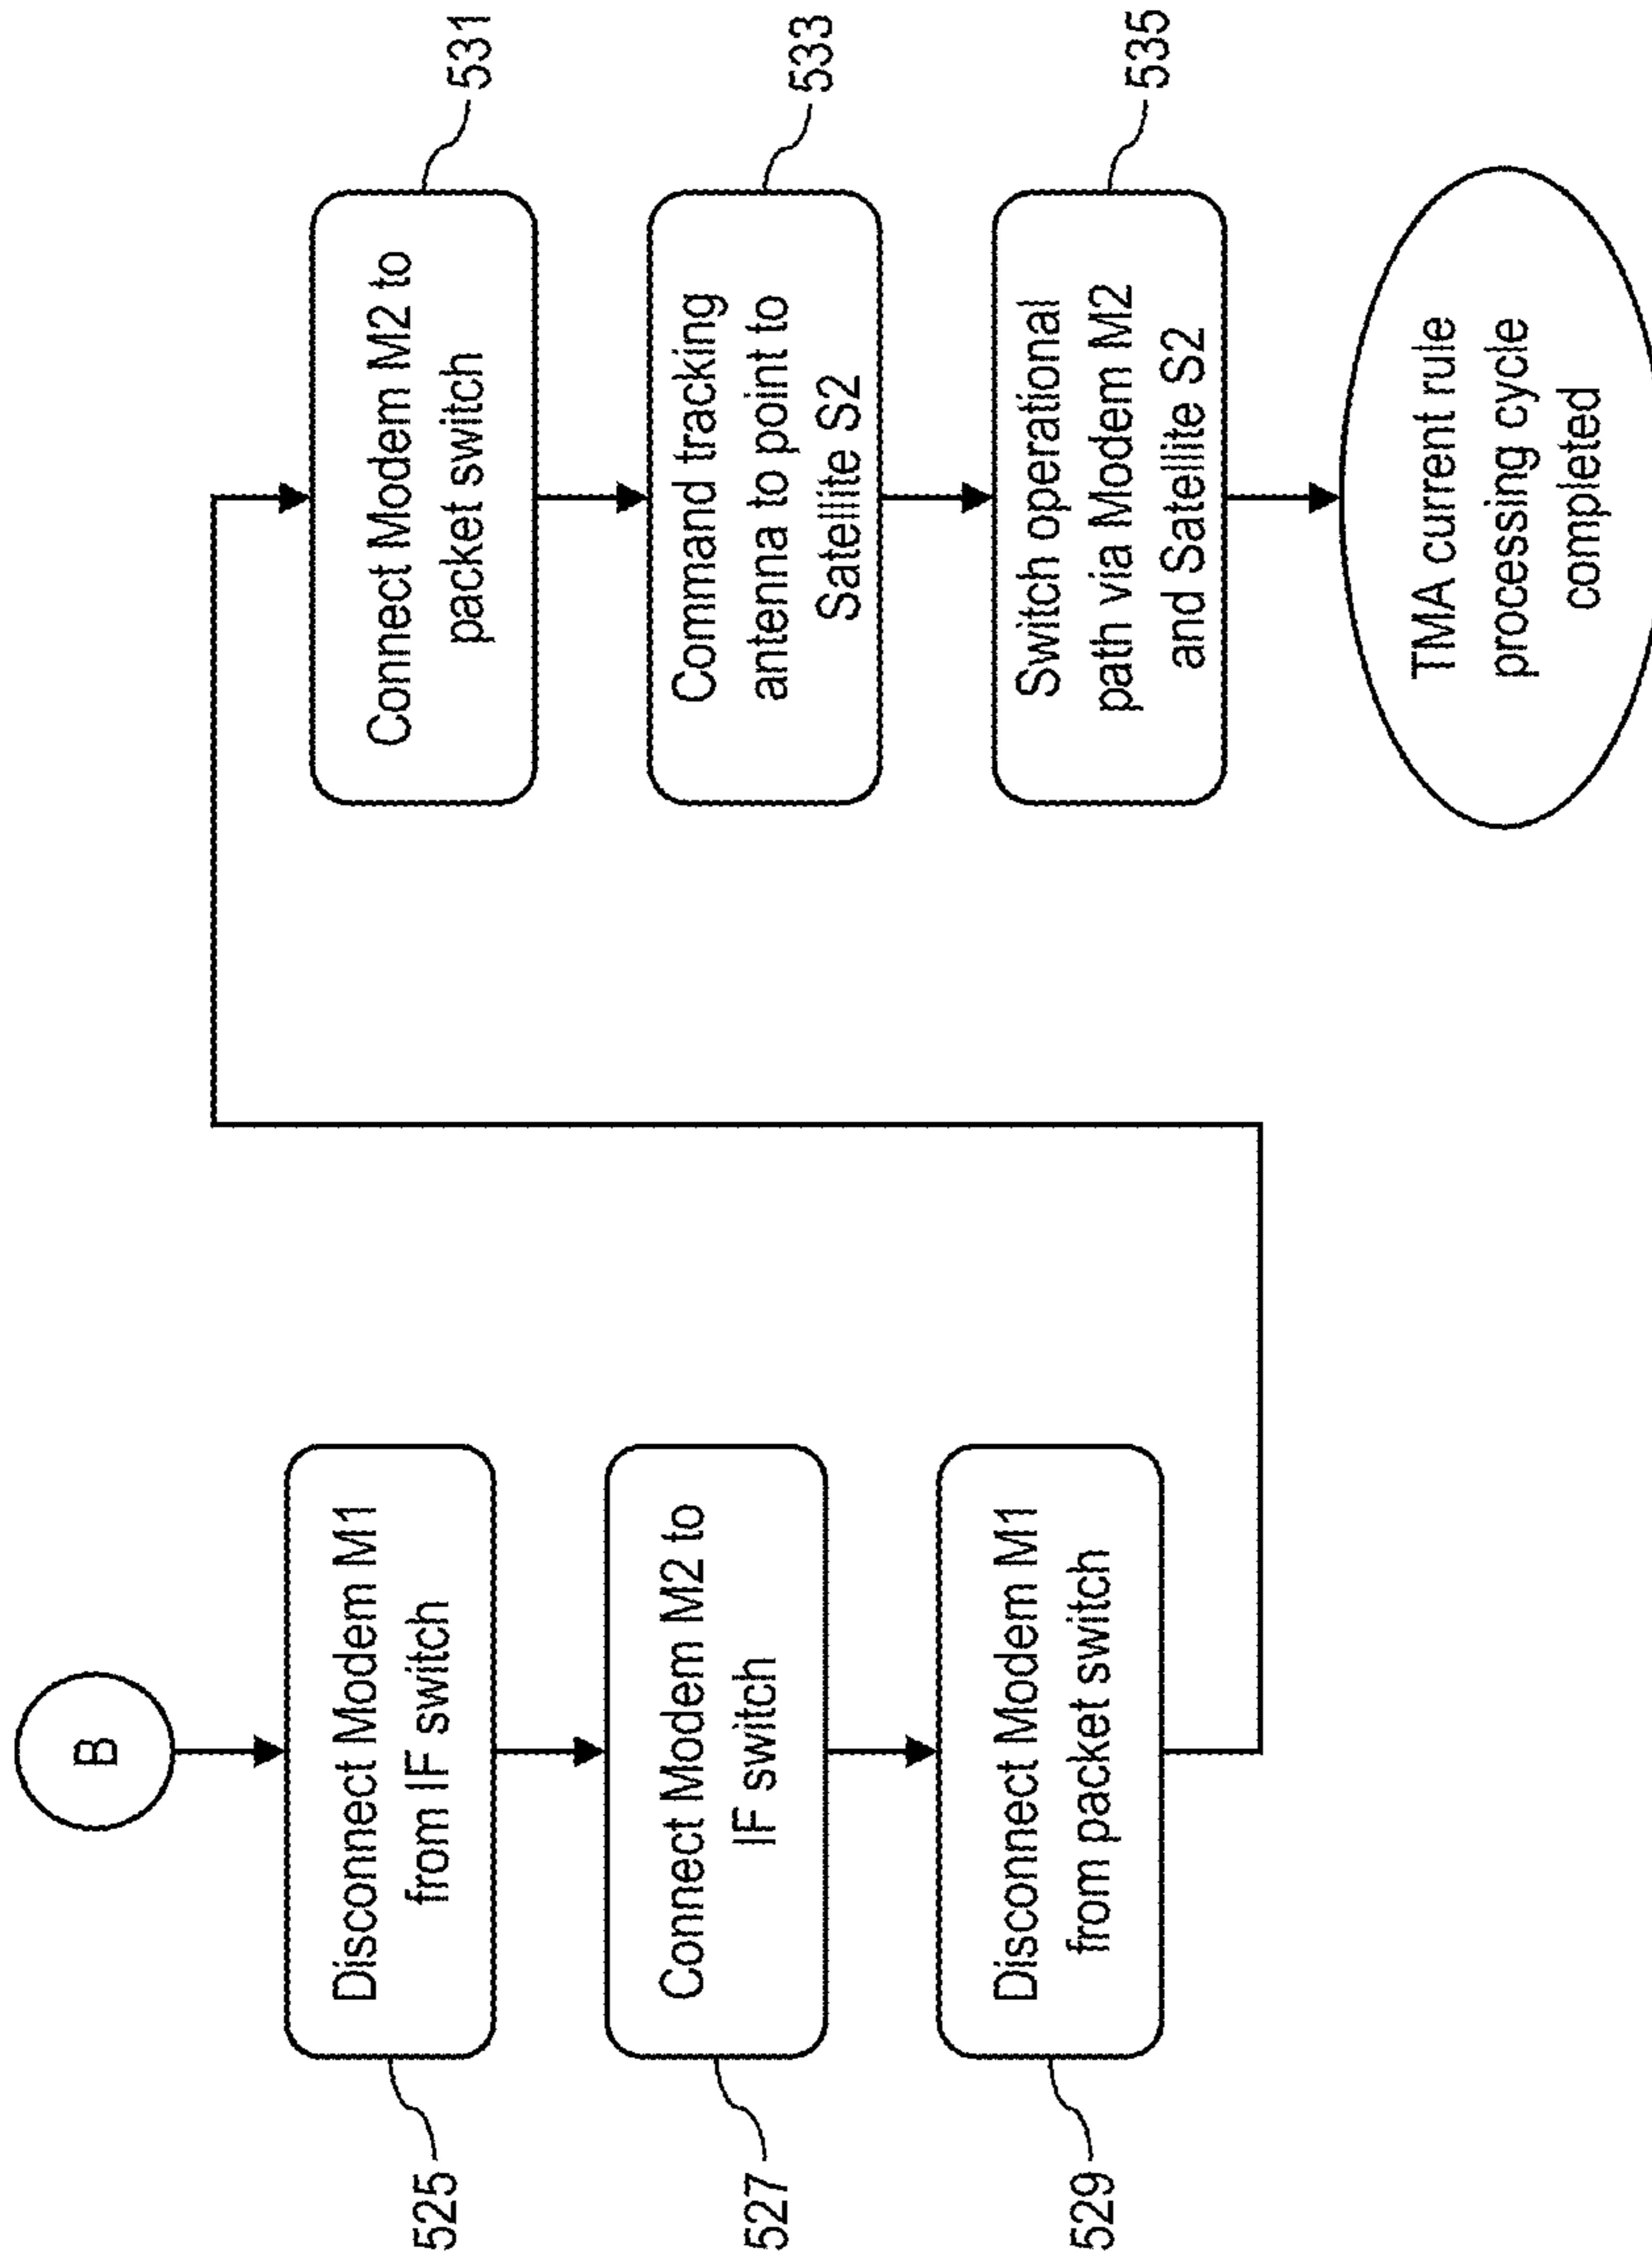 B
Disconnect Modem M1
from IF switch
525
Connect Modem M2 to
IF switch
527
Disconnect Modem M1
from packet switch
529
Connect Modem M2 to
packet switch
531
Command tracking
antenna to point to
Satellite S2
533
Switch operational
path via Modem M2
and Satellite S2
535
TMA current rule
processing cycle
completed